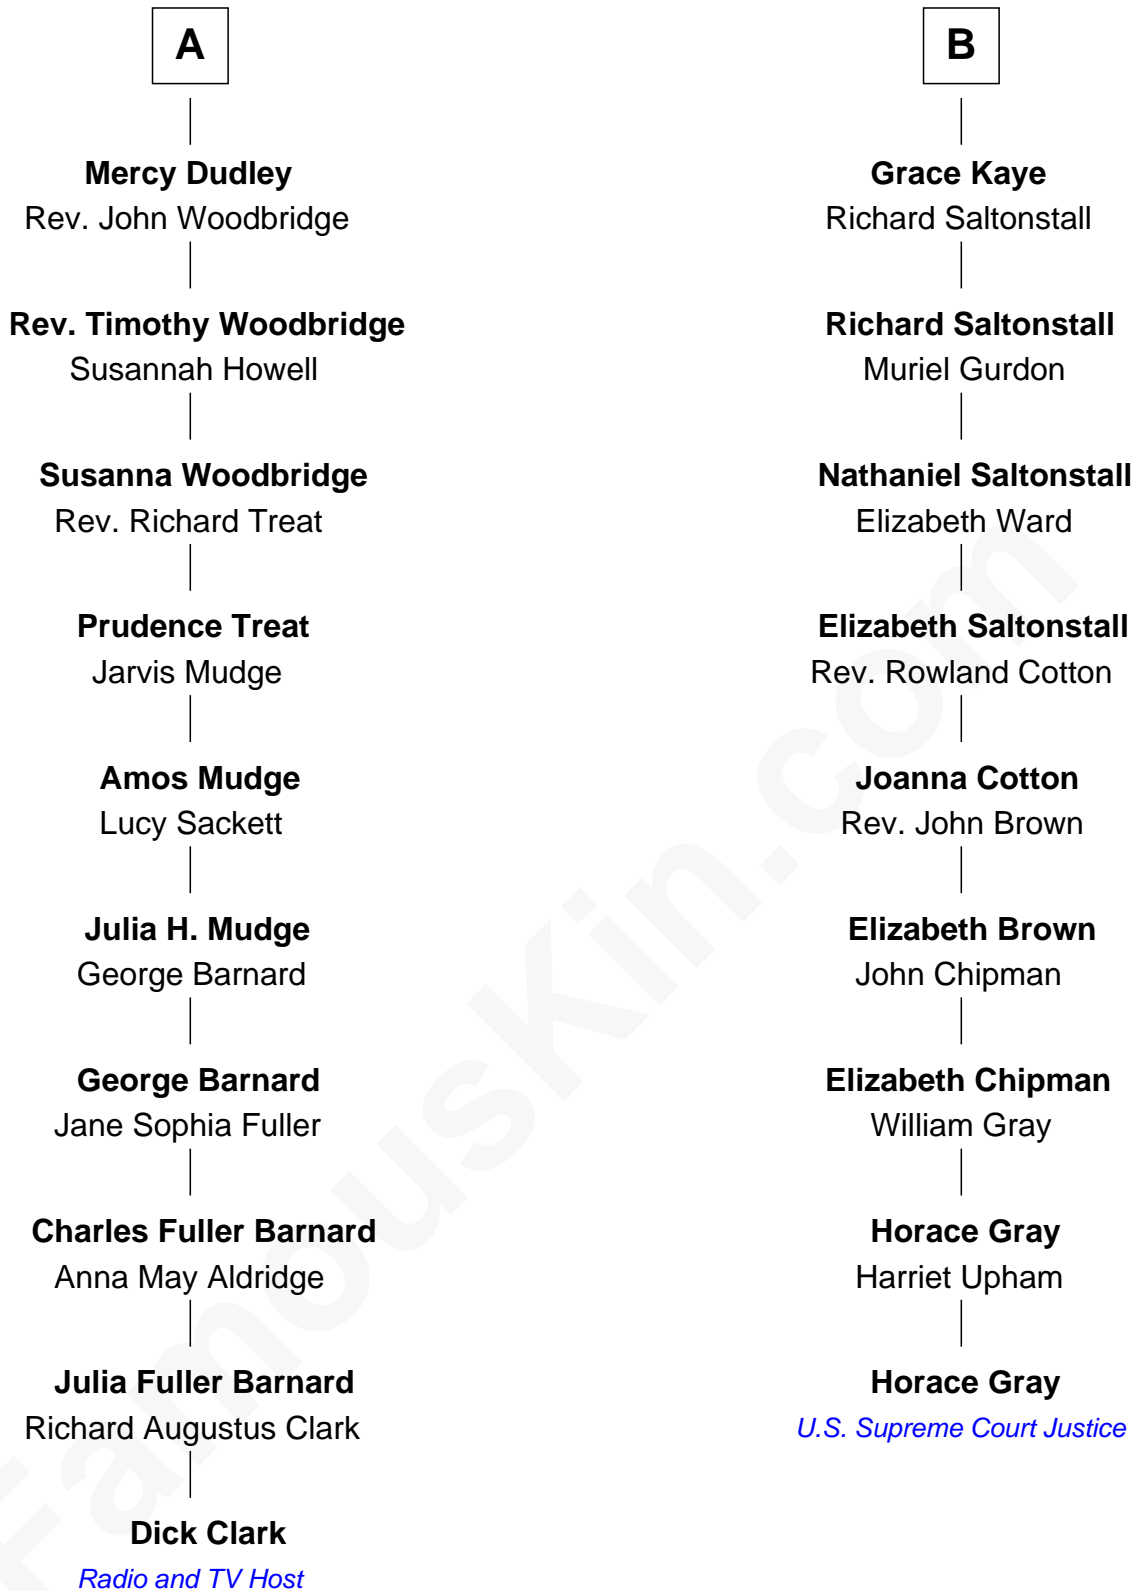 A
Mercy Dudley
Rev. John Woodbridge
Rev. Timothy Woodbridge
Susannah Howell
Susanna Woodbridge
Rev. Richard Treat
Prudence Treat
Jarvis Mudge
Amos Mudge
Lucy Sackett
Julia H. Mudge
George Barnard
George Barnard
Jane Sophia Fuller
Charles Fuller Barnard
Anna May Aldridge
Julia Fuller Barnard
Richard Augustus Clark
Dick Clark
Radio and TV Host
B
Grace Kaye
Richard Saltonstall
Richard Saltonstall
Muriel Gurdon
Nathaniel Saltonstall
Elizabeth Ward
Elizabeth Saltonstall
Rev. Rowland Cotton
Joanna Cotton
Rev. John Brown
Elizabeth Brown
John Chipman
Elizabeth Chipman
William Gray
Horace Gray
Harriet Upham
Horace Gray
U.S. Supreme Court Justice
FamousKin.com